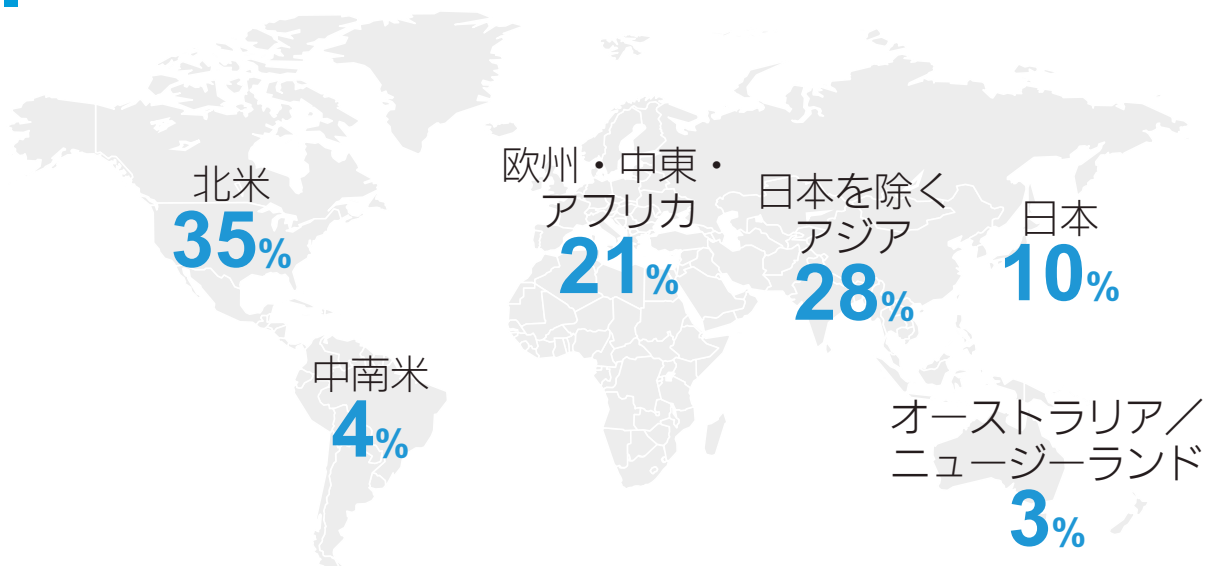 北米
35%
欧州・中東・
アフリカ
21%
日本を除く
アジア
28%
日本
10%
中南米
4%
オーストラリア／
ニュージーランド
3%